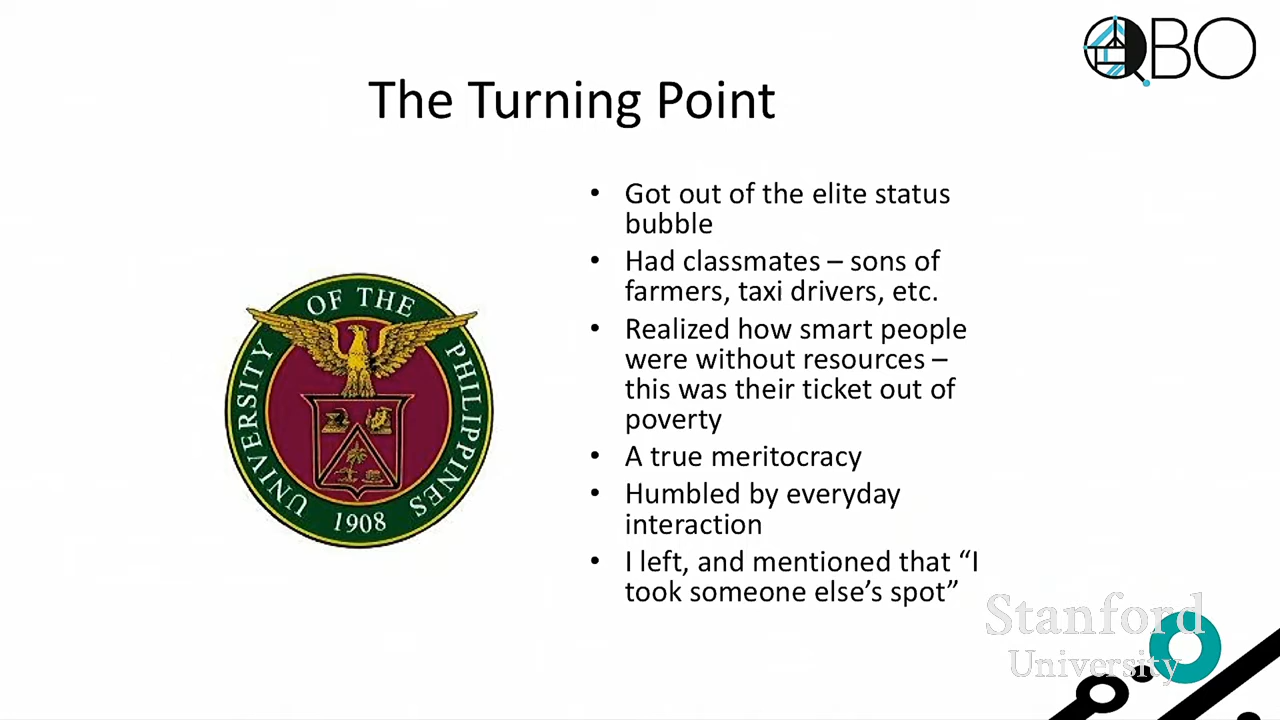 QBO
The Turning Point
• Got out of the elite status
bubble
• Had classmates – sons of
farmers, taxi drivers, etc.
• Realized how smart people
were without resources –
this was their ticket out of
poverty
• A true meritocracy
• Humbled by everyday
interaction
• I left, and mentioned that “I
took someone else’s spot”
UNIVERSITY OF THE PHILIPPINES
1908
Stanford
University